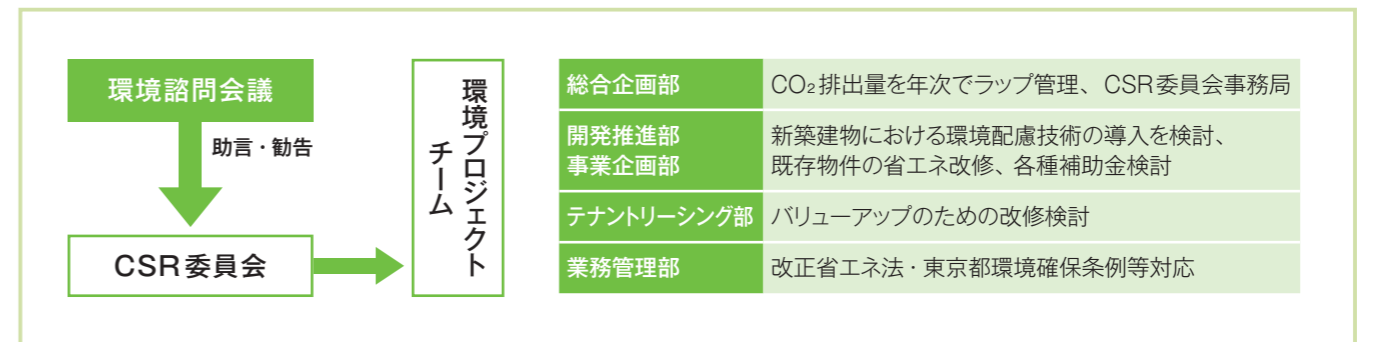 環境諮問会議
助言・勧告
CSR委員会
環境プロジェクト
チーム
総合企画部
CO₂排出量を年次でラップ管理、CSR委員会事務局
開発推進部
事業企画部
新築建物における環境配慮技術の導入を検討、
既存物件の省エネ改修、各種補助金検討
テナントリーシング部
バリューアップのための改修検討
業務管理部
改正省エネ法・東京都環境確保条例等対応